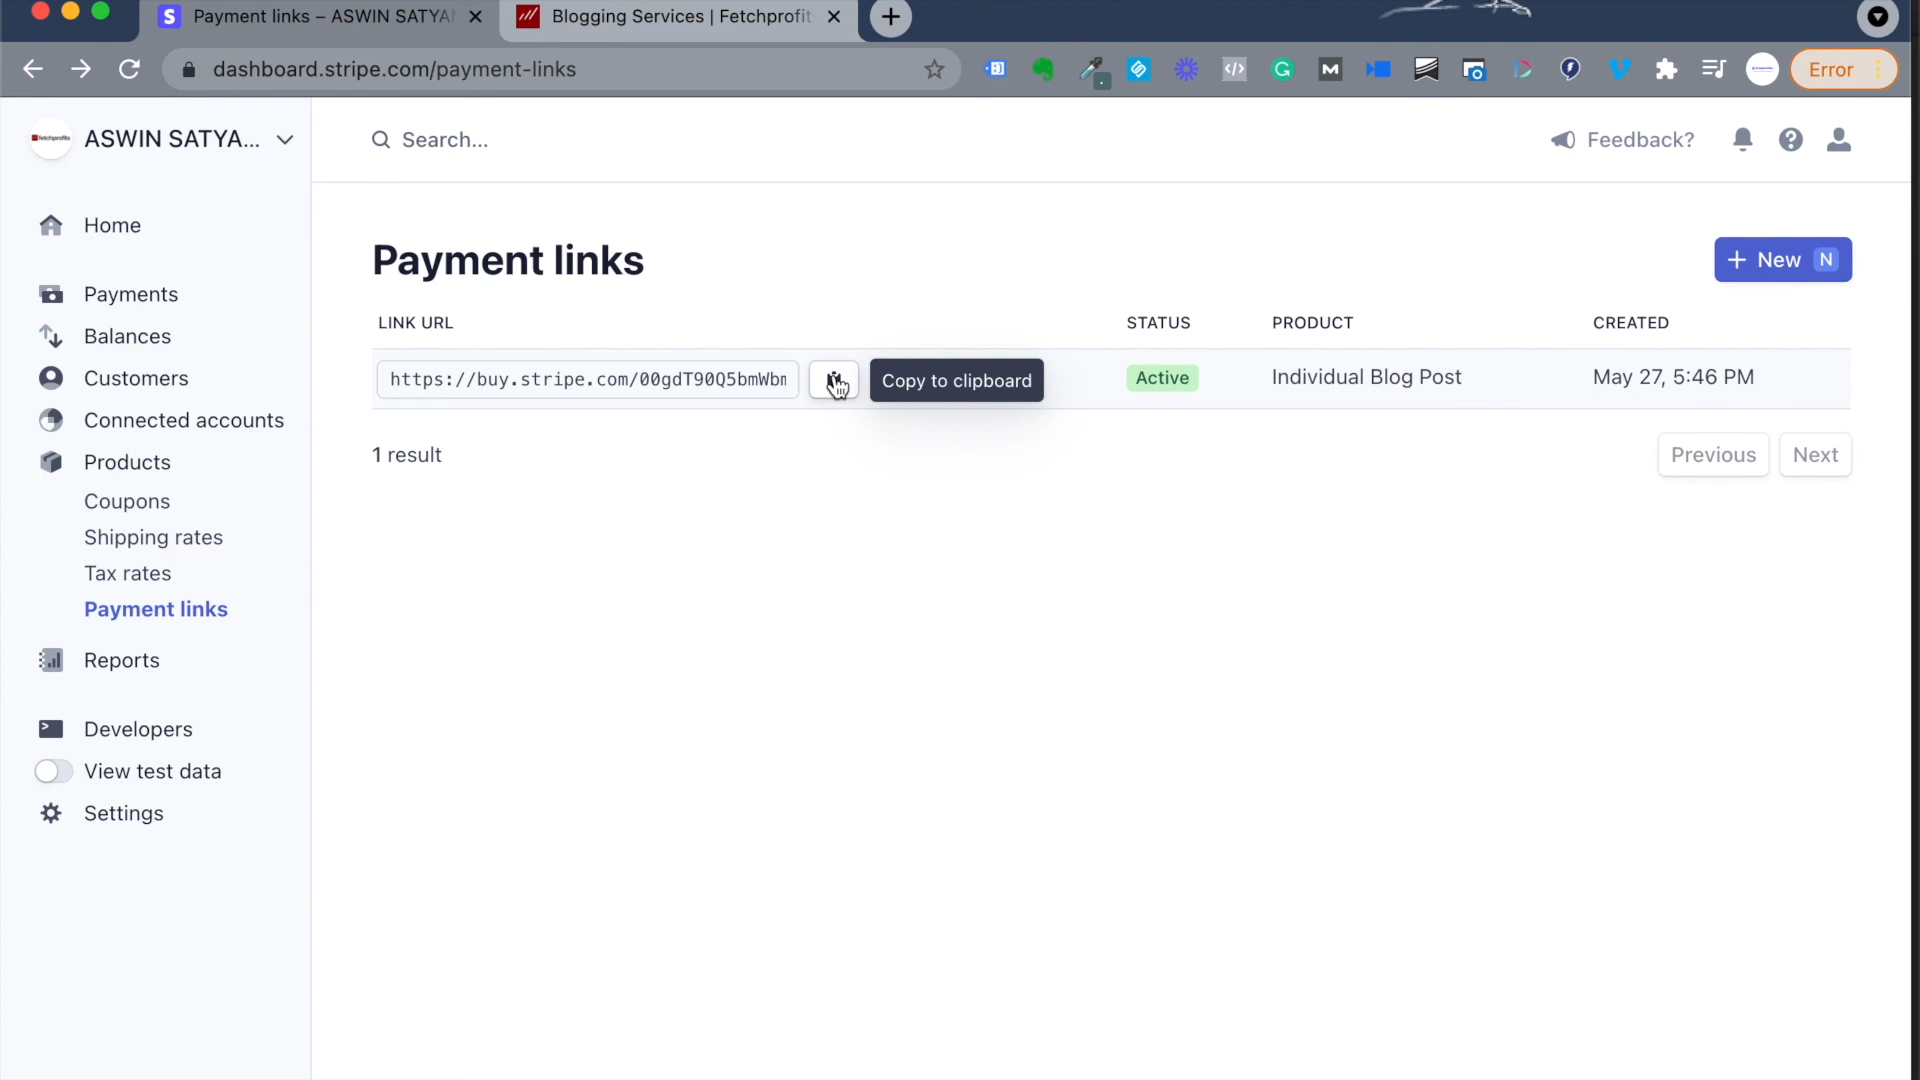 Payment links – ASWIN SATYA
Blogging Services | Fetchprofit
dashboard.stripe.com/payment-links
Error
fetchprofits
ASWIN SATYA...
Search...
Feedback?
Home
Payments
Balances
Customers
Connected accounts
Products
Coupons
Shipping rates
Tax rates
Payment links
Reports
Developers
View test data
Settings
Payment links
+ New N
LINK URL STATUS PRODUCT CREATED
https://buy.stripe.com/00gdT90Q5bmWbm Copy to clipboard Active Individual Blog Post May 27, 5:46 PM
1 result
Previous Next